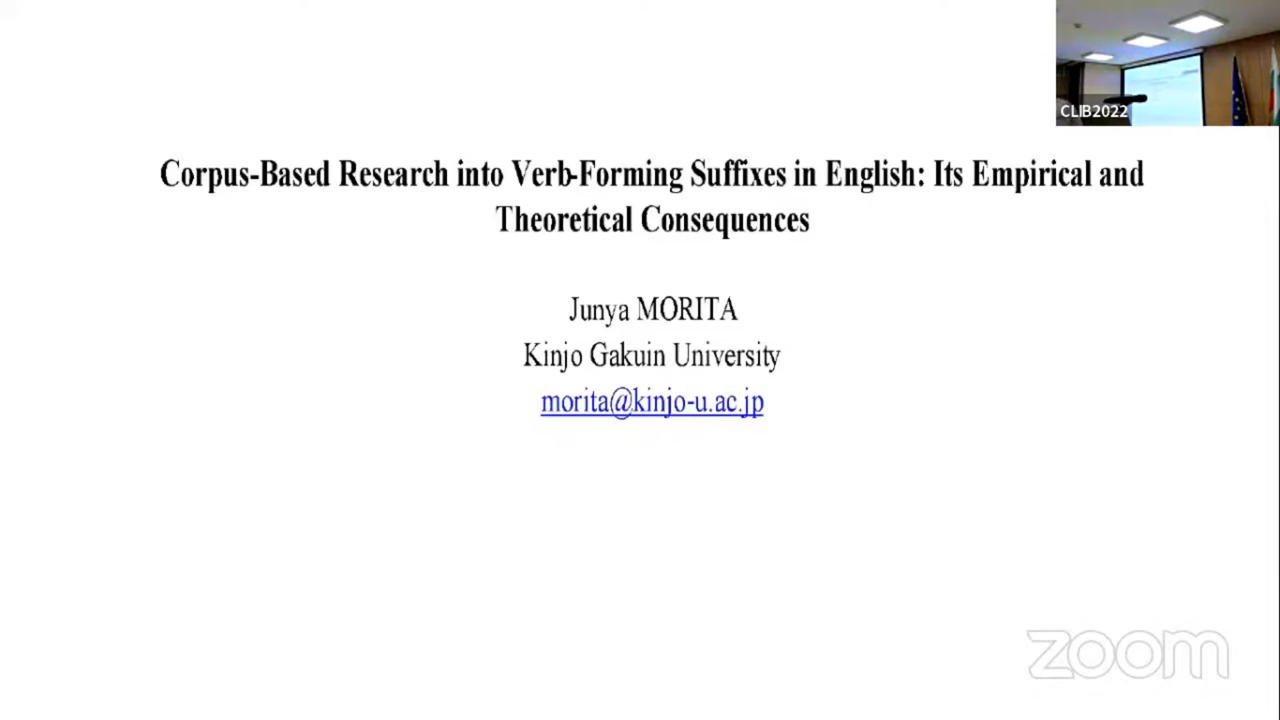 CLIB2022
Corpus-Based Research into Verb-Forming Suffixes in English: Its Empirical and
Theoretical Consequences
Junya MORITA
Kinjo Gakuin University
morita@kinjo-u.ac.jp
zoom